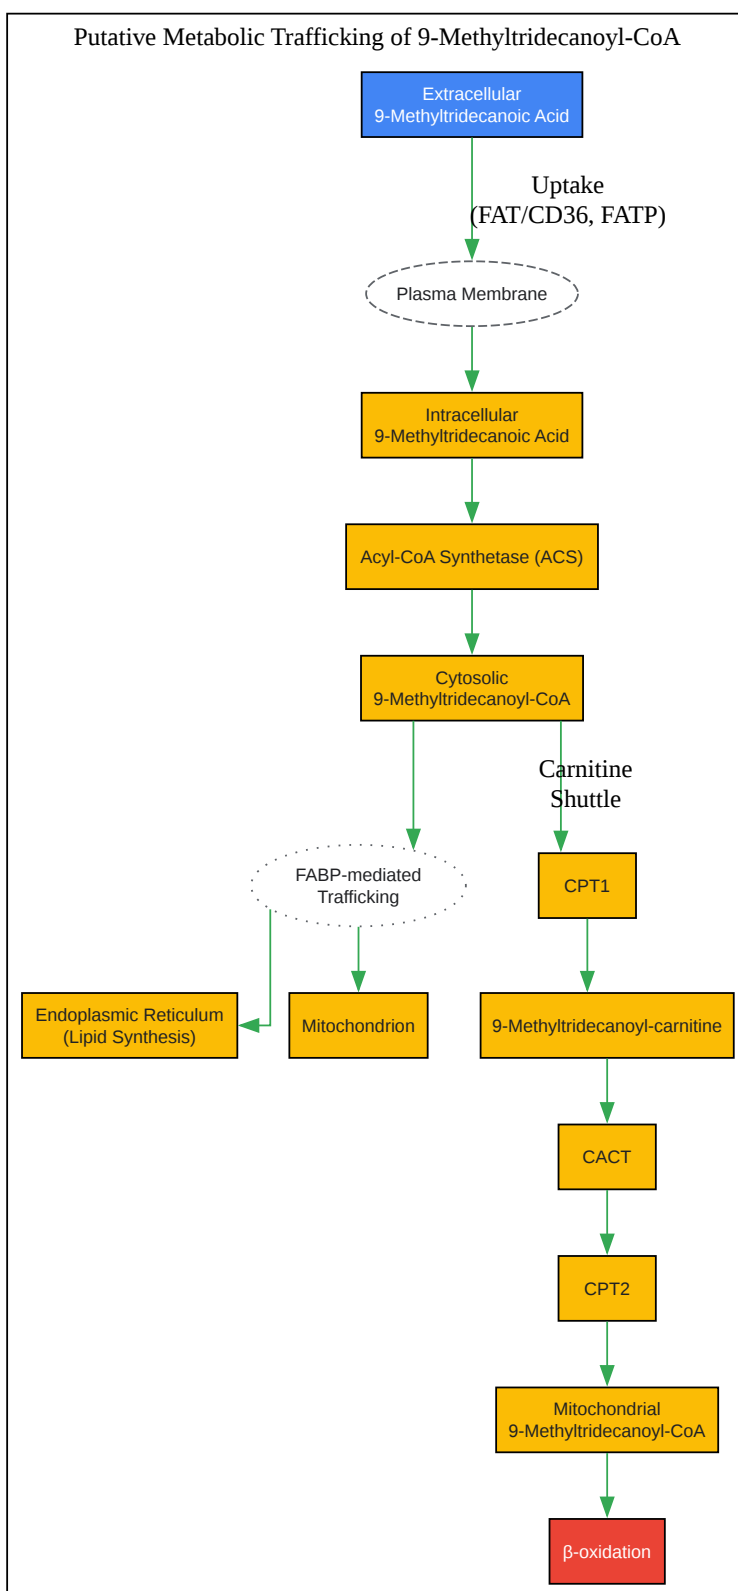 Putative Metabolic Trafficking of 9-Methyltridecanoyl-CoA
Extracellular
9-Methyltridecanoic Acid
Uptake
(FAT/CD36, FATP)
Plasma Membrane
Intracellular
9-Methyltridecanoic Acid
Acyl-CoA Synthetase (ACS)
Cytosolic
9-Methyltridecanoyl-CoA
Carnitine
Shuttle
FABP-mediated
Trafficking
CPT1
Endoplasmic Reticulum
(Lipid Synthesis)
Mitochondrion
9-Methyltridecanoyl-carnitine
CACT
CPT2
Mitochondrial
9-Methyltridecanoyl-CoA
β-oxidation